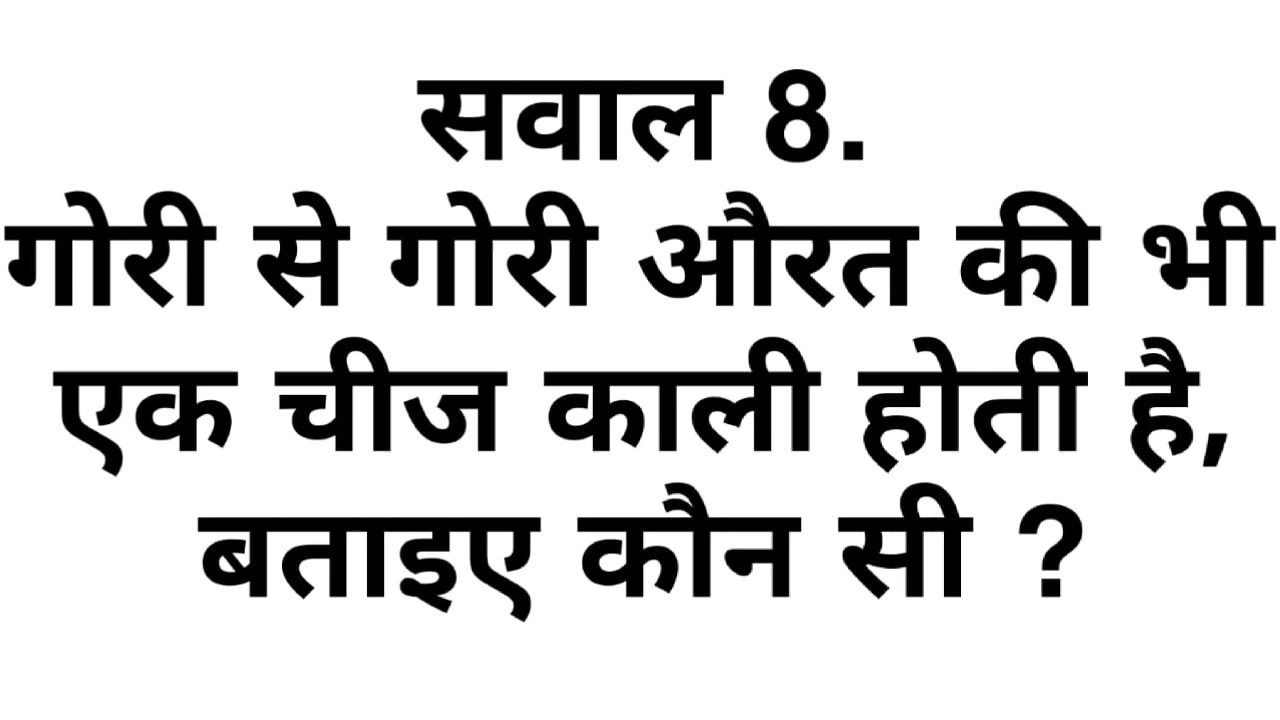 सवाल 8.
गोरी से गोरी औरत की भी
एक चीज काली होती है,
बताइए कौन सी ?